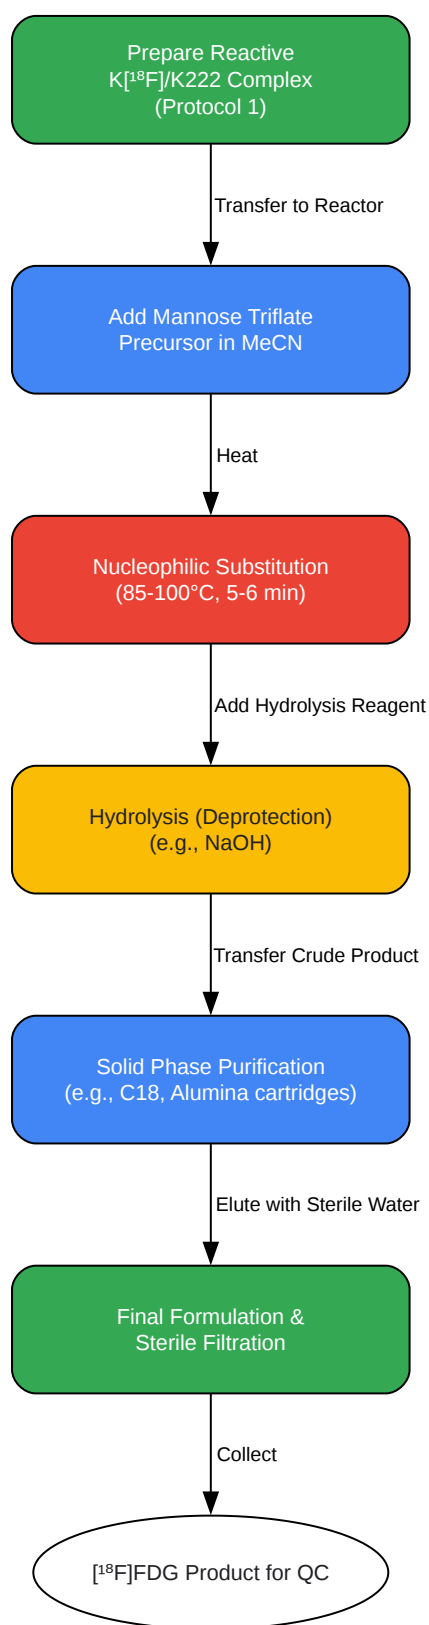 Prepare Reactive
K[¹⁸F]/K222 Complex
(Protocol 1)
Transfer to Reactor
Add Mannose Triflate
Precursor in MeCN
Heat
Nucleophilic Substitution
(85-100°C, 5-6 min)
Add Hydrolysis Reagent
Hydrolysis (Deprotection)
(e.g., NaOH)
Transfer Crude Product
Solid Phase Purification
(e.g., C18, Alumina cartridges)
Elute with Sterile Water
Final Formulation &
Sterile Filtration
Collect
[¹⁸F]FDG Product for QC